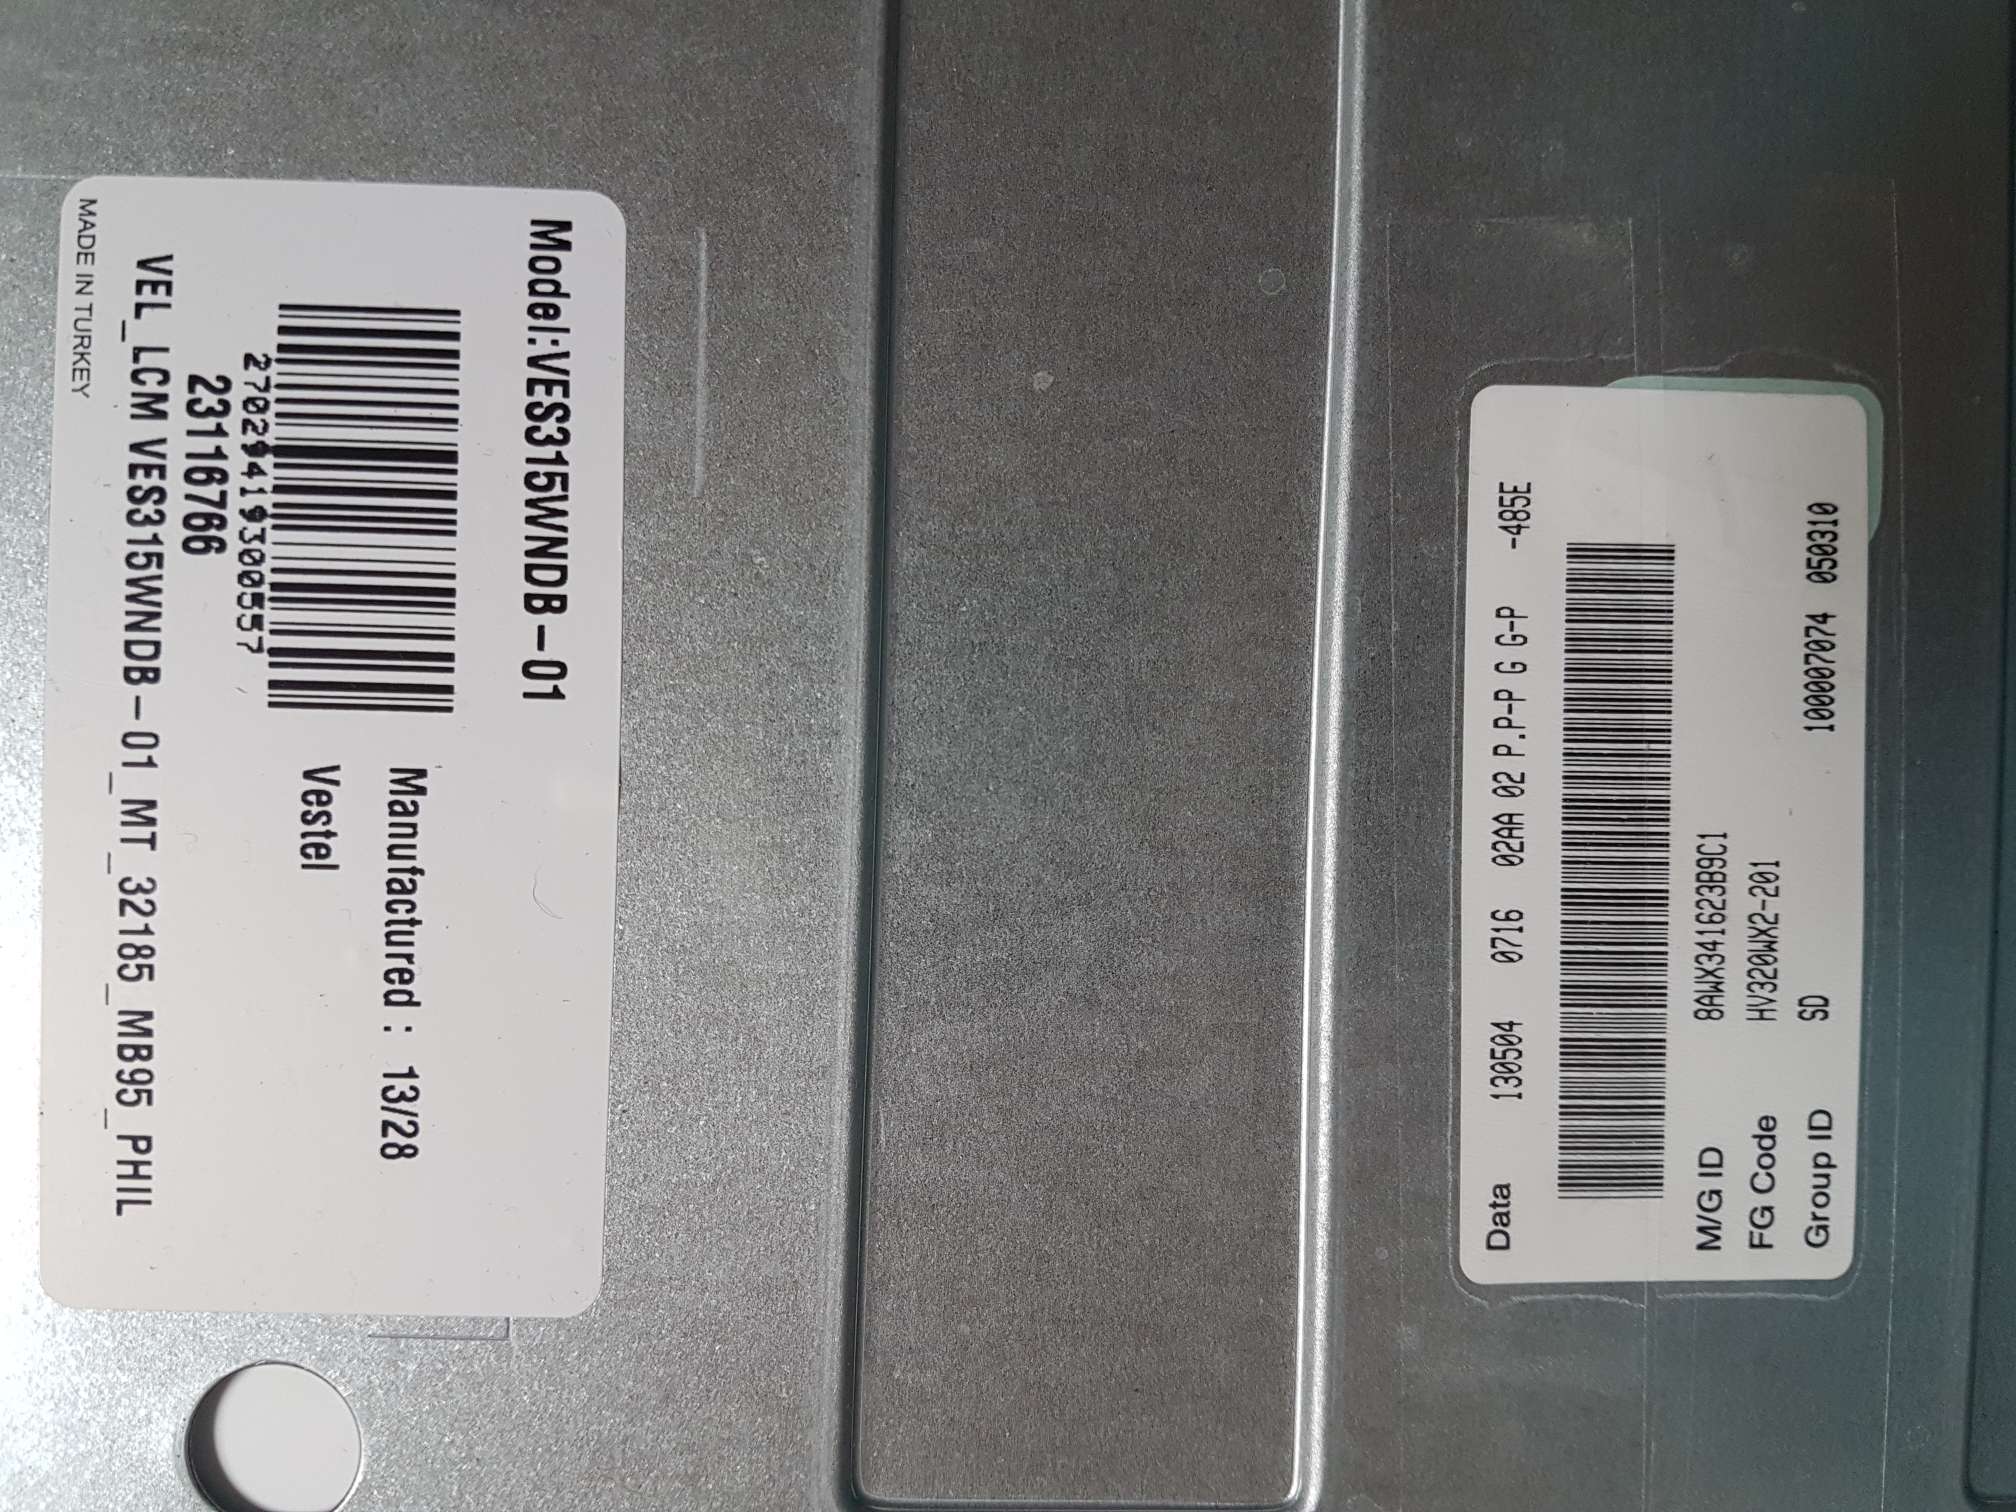 Model:VES315WNDB-01
Manufactured : 13/28
Vestel
27029419300557
23116766
VEL_LCM VES315WNDB-01_MT_32185_MB95_PHIL
MADE IN TURKEY
Data 130504 0716 02AA 02 P.P-P G G-P -485E
M/G ID 8AWX341623B9C1
FG Code HV320WX2-201
Group ID SD 100007074 050310